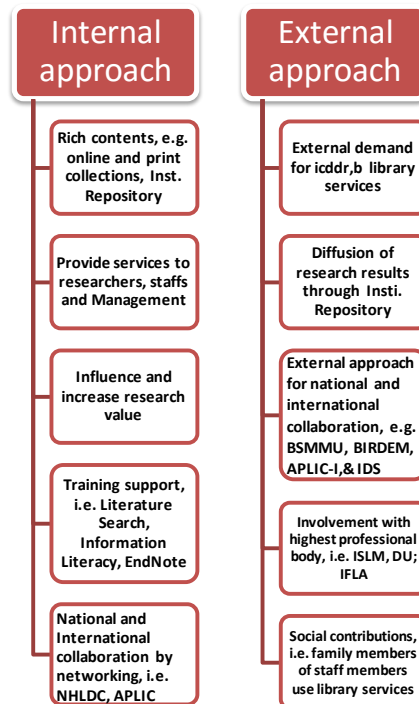 Internal
approach
Rich contents, e.g.
online and print
collections, Inst.
Repository
Provide services to
researchers, staffs
and Management
Influence and
increase research
value
Training support,
i.e. Literature
Search,
Information
Literacy, EndNote
National and
International
collaboration by
networking, i.e.
NHLDC, APLIC
External
approach
External demand
for icddr,b library
services
Diffusion of
research results
through Insti.
Repository
External approach
for national and
international
collaboration, e.g.
BSMMU, BIRDEM,
APLIC-I,& IDS
Involvement with
highest professional
body, i.e. ISLM, DU;
IFLA
Social contributions,
i.e. family members
of staff members
use library services